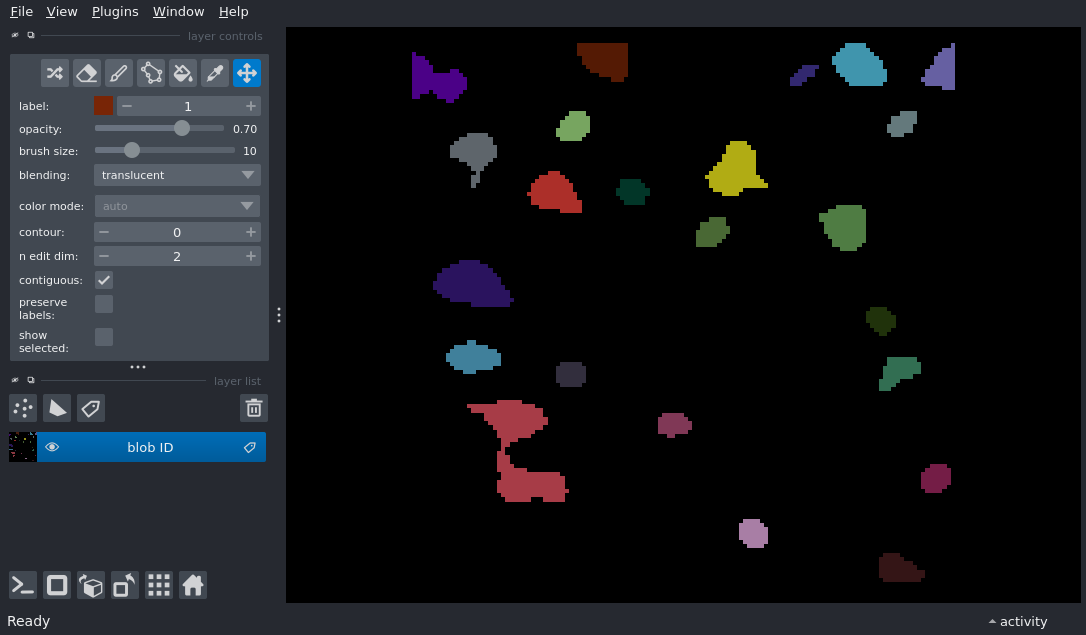 File View Plugins Window Help
layer controls
label: 1
opacity: 0.70
brush size: 10
blending: translucent
color mode: auto
contour: 0
n edit dim: 2
contiguous:
preserve
labels:
show
selected:
layer list
blob ID
Ready
activity